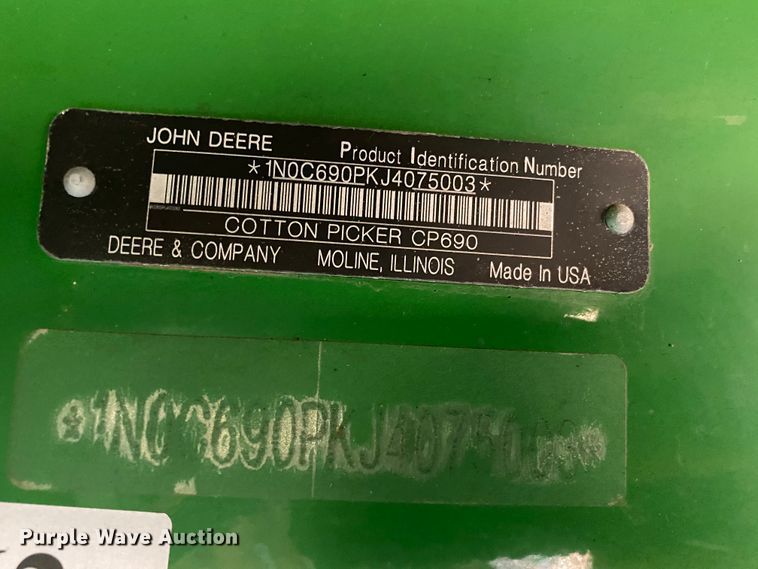 JOHN DEERE Product Identification Number
*1N0C690PKJ4075003*
COTTON PICKER CP690
DEERE & COMPANY MOLINE, ILLINOIS Made In USA
*1N0C690PKJ4075003*
Purple Wave Auction